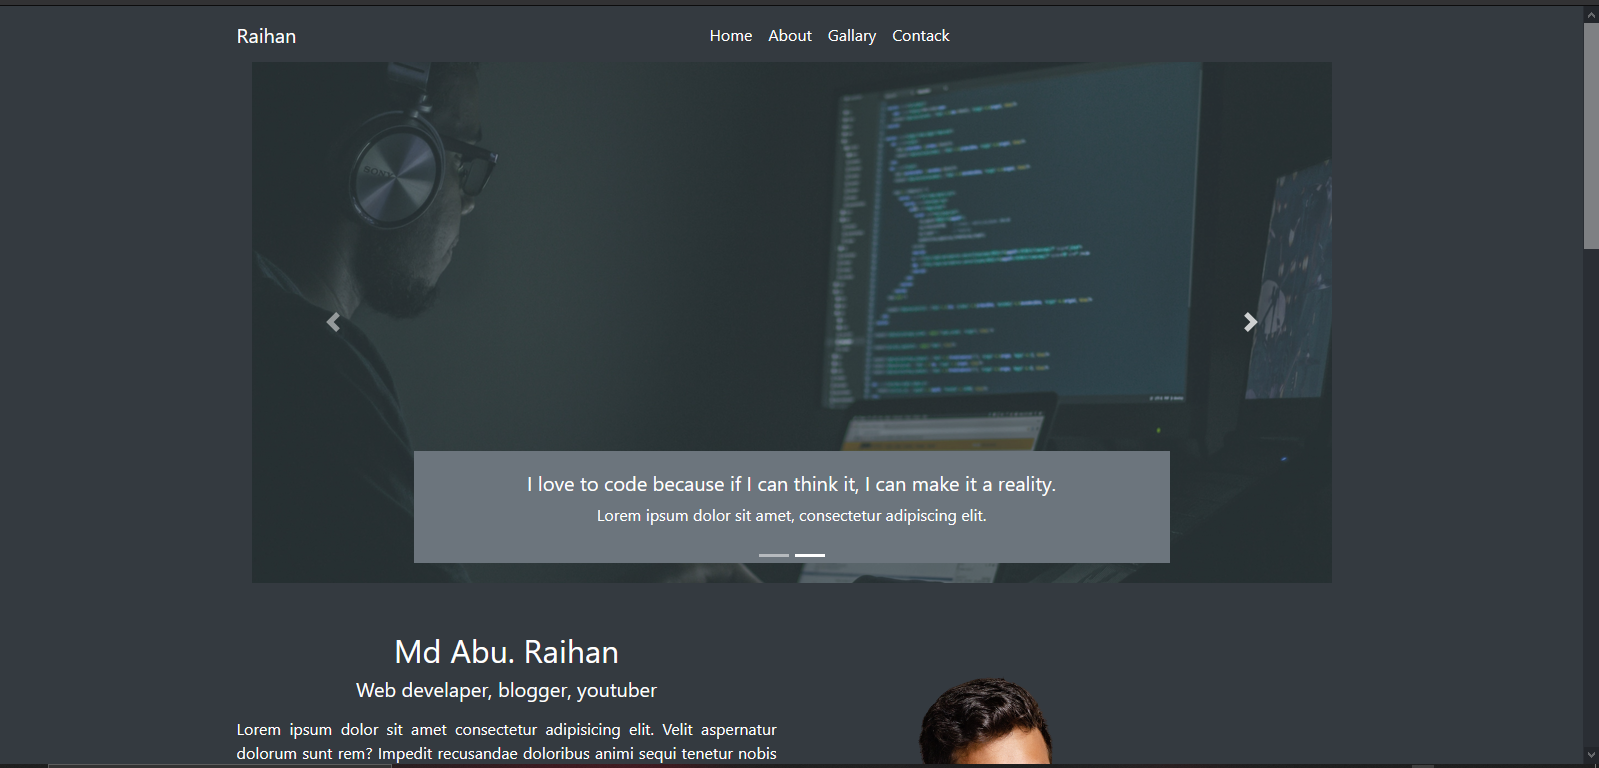 Raihan
Home About Gallary Contack
SONY
I love to code because if I can think it, I can make it a reality.
Lorem ipsum dolor sit amet, consectetur adipiscing elit.
Md Abu. Raihan
Web develaper, blogger, youtuber
Lorem ipsum dolor sit amet consectetur adipisicing elit. Velit aspernatur
dolorum sunt rem? Impedit recusandae doloribus animi sequi tenetur nobis